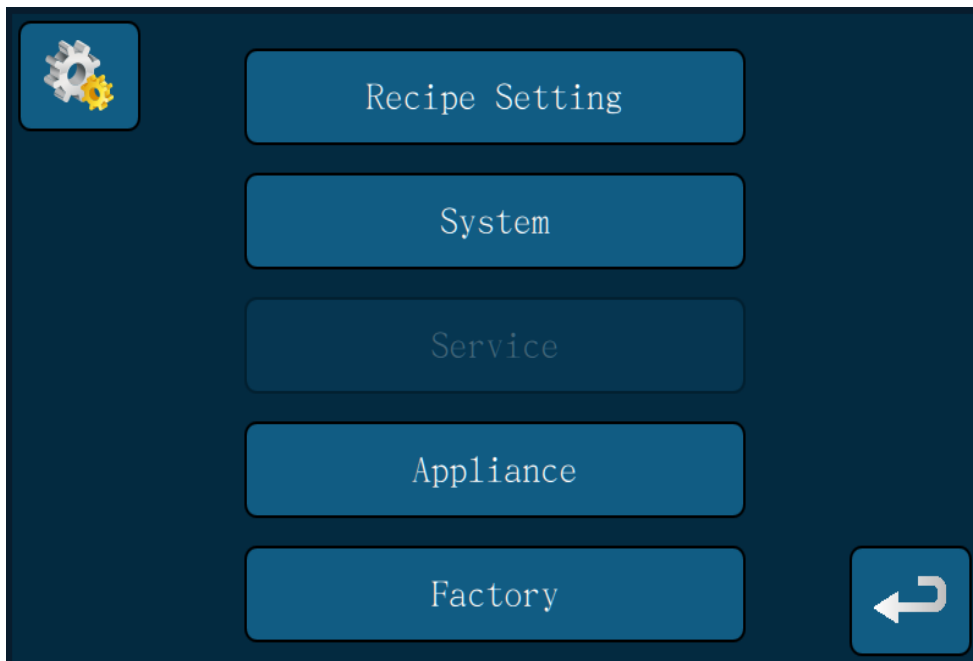 Recipe Setting
System
Service
Appliance
Factory